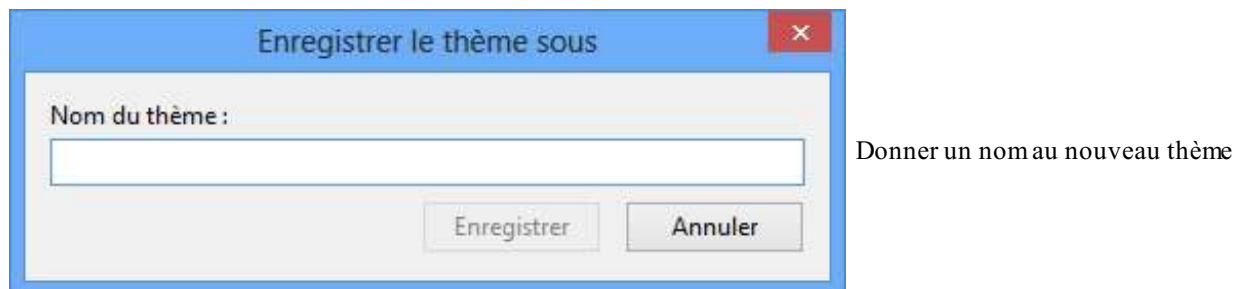 Enregistrer le thème sous
Nom du thème :
Donner un nom au nouveau thème
Enregistrer Annuler